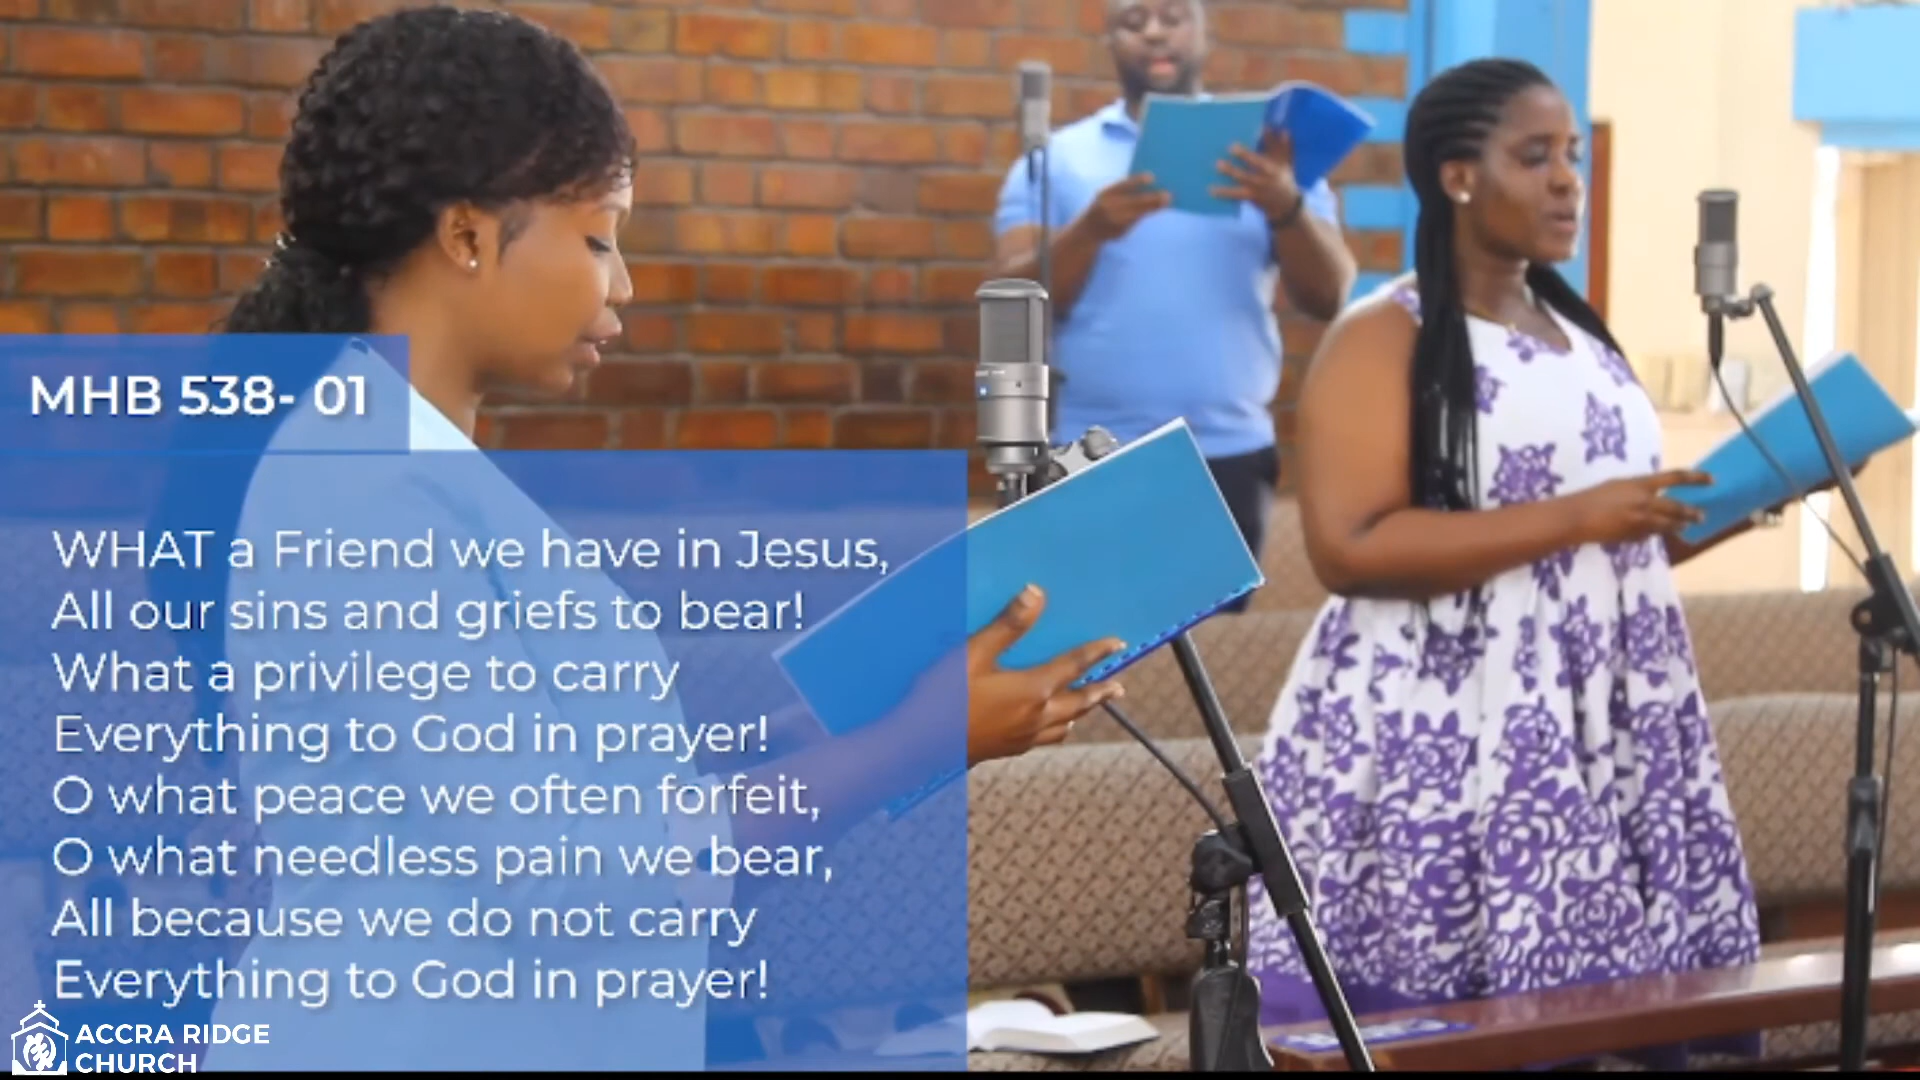 MHB 538- 01
WHAT a Friend we have in Jesus,
All our sins and griefs to bear!
What a privilege to carry
Everything to God in prayer!
O what peace we often forfeit,
O what needless pain we bear,
All because we do not carry
Everything to God in prayer!
ACCRA RIDGE
CHURCH